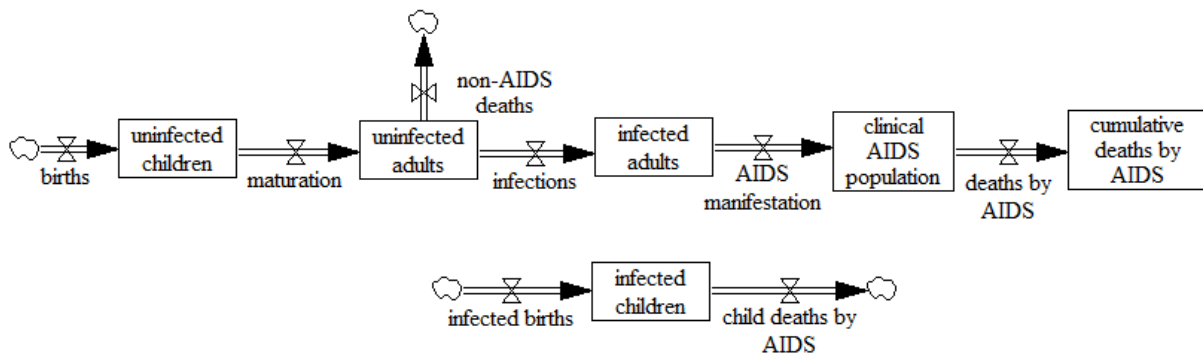 non-AIDS
deaths
births
uninfected
children
maturation
uninfected
adults
infections
infected
adults
AIDS
manifestation
clinical
AIDS
population
deaths by
AIDS
cumulative
deaths by
AIDS
infected births
infected
children
child deaths by
AIDS